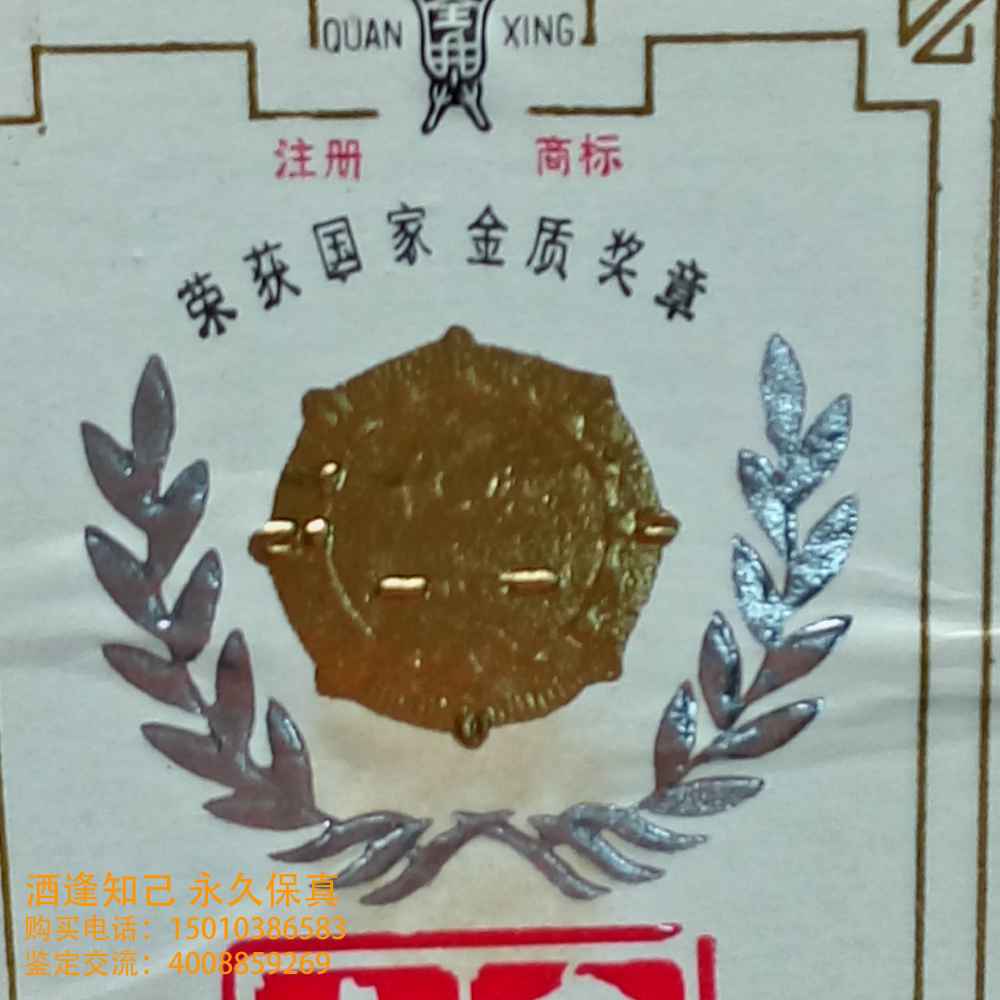 QUAN XING
注册 商标
荣获国家金质奖章
酒逢知己 永久保真
购买电话：15010386583
鉴定交流：4008859269